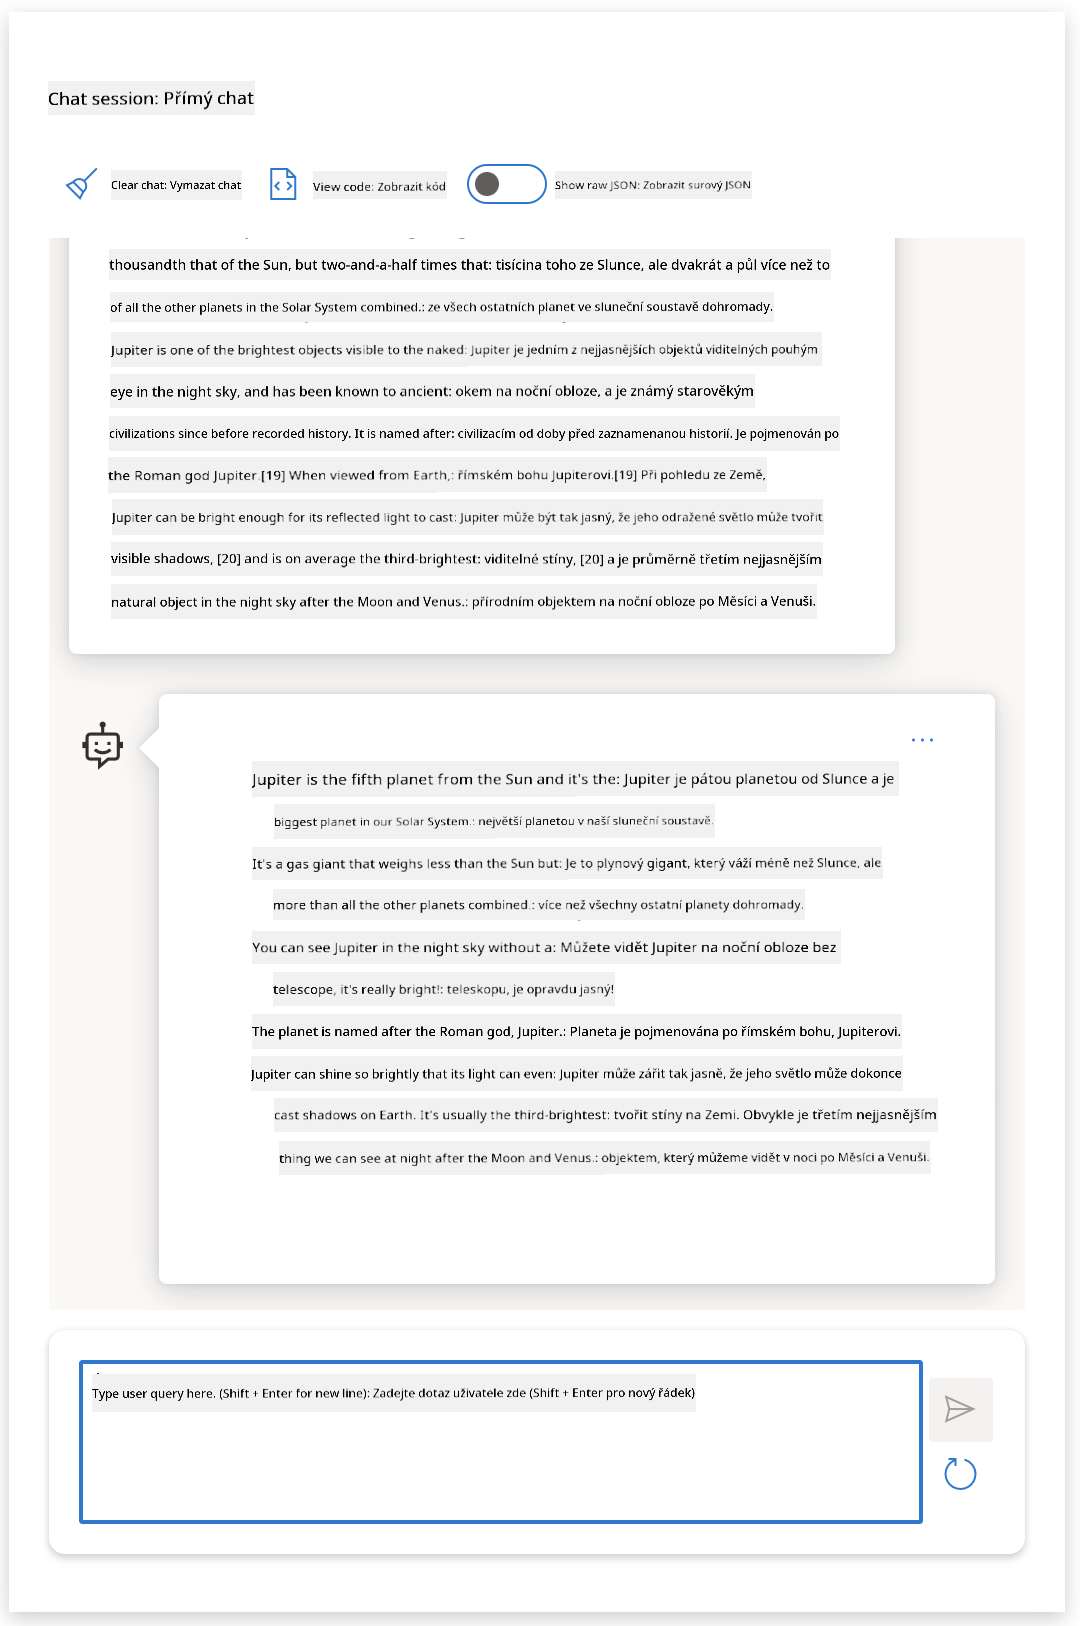 Chat session: Přímý chat
Clear chat: Vymazat chat
View code: Zobrazit kód
Show raw JSON: Zobrazit surový JSON
thousandth that of the Sun, but two-and-a-half times that: tisícina toho ze Slunce, ale dvakrát a půl více než to
of all the other planets in the Solar System combined.: ze všech ostatních planet ve sluneční soustavě dohromady.
Jupiter is one of the brightest objects visible to the naked: Jupiter je jedním z nejjasnějších objektů viditelných pouhým
eye in the night sky, and has been known to ancient: okem na noční obloze, a je známý starověkým
civilizations since before recorded history. It is named after: civilizacím od doby před zaznamenanou historií. Je pojmenován po
the Roman god Jupiter.[19] When viewed from Earth,: římském bohu Jupiterovi.[19] Při pohledu ze Země,
Jupiter can be bright enough for its reflected light to cast: Jupiter může být tak jasný, že jeho odražené světlo může tvořit
visible shadows, [20] and is on average the third-brightest: viditelné stíny, [20] a je průměrně třetím nejjasnějším
natural object in the night sky after the Moon and Venus.: přírodním objektem na noční obloze po Měsíci a Venuši.
Jupiter is the fifth planet from the Sun and it's the: Jupiter je pátou planetou od Slunce a je
biggest planet in our Solar System.: největší planetou v naší sluneční soustavě.
It's a gas giant that weighs less than the Sun but: Je to plynový gigant, který váží méně než Slunce, ale
more than all the other planets combined.: více než všechny ostatní planety dohromady.
You can see Jupiter in the night sky without a: Můžete vidět Jupiter na noční obloze bez
telescope, it's really bright!: teleskopu, je opravdu jasný!
The planet is named after the Roman god, Jupiter.: Planeta je pojmenována po římském bohu, Jupiterovi.
Jupiter can shine so brightly that its light can even: Jupiter může zářit tak jasně, že jeho světlo může dokonce
cast shadows on Earth. It's usually the third-brightest: tvořit stíny na Zemi. Obvykle je třetím nejjasnějším
thing we can see at night after the Moon and Venus.: objektem, který můžeme vidět v noci po Měsíci a Venuši.
Type user query here. (Shift + Enter for new line): Zadejte dotaz uživatele zde (Shift + Enter pro nový řádek)